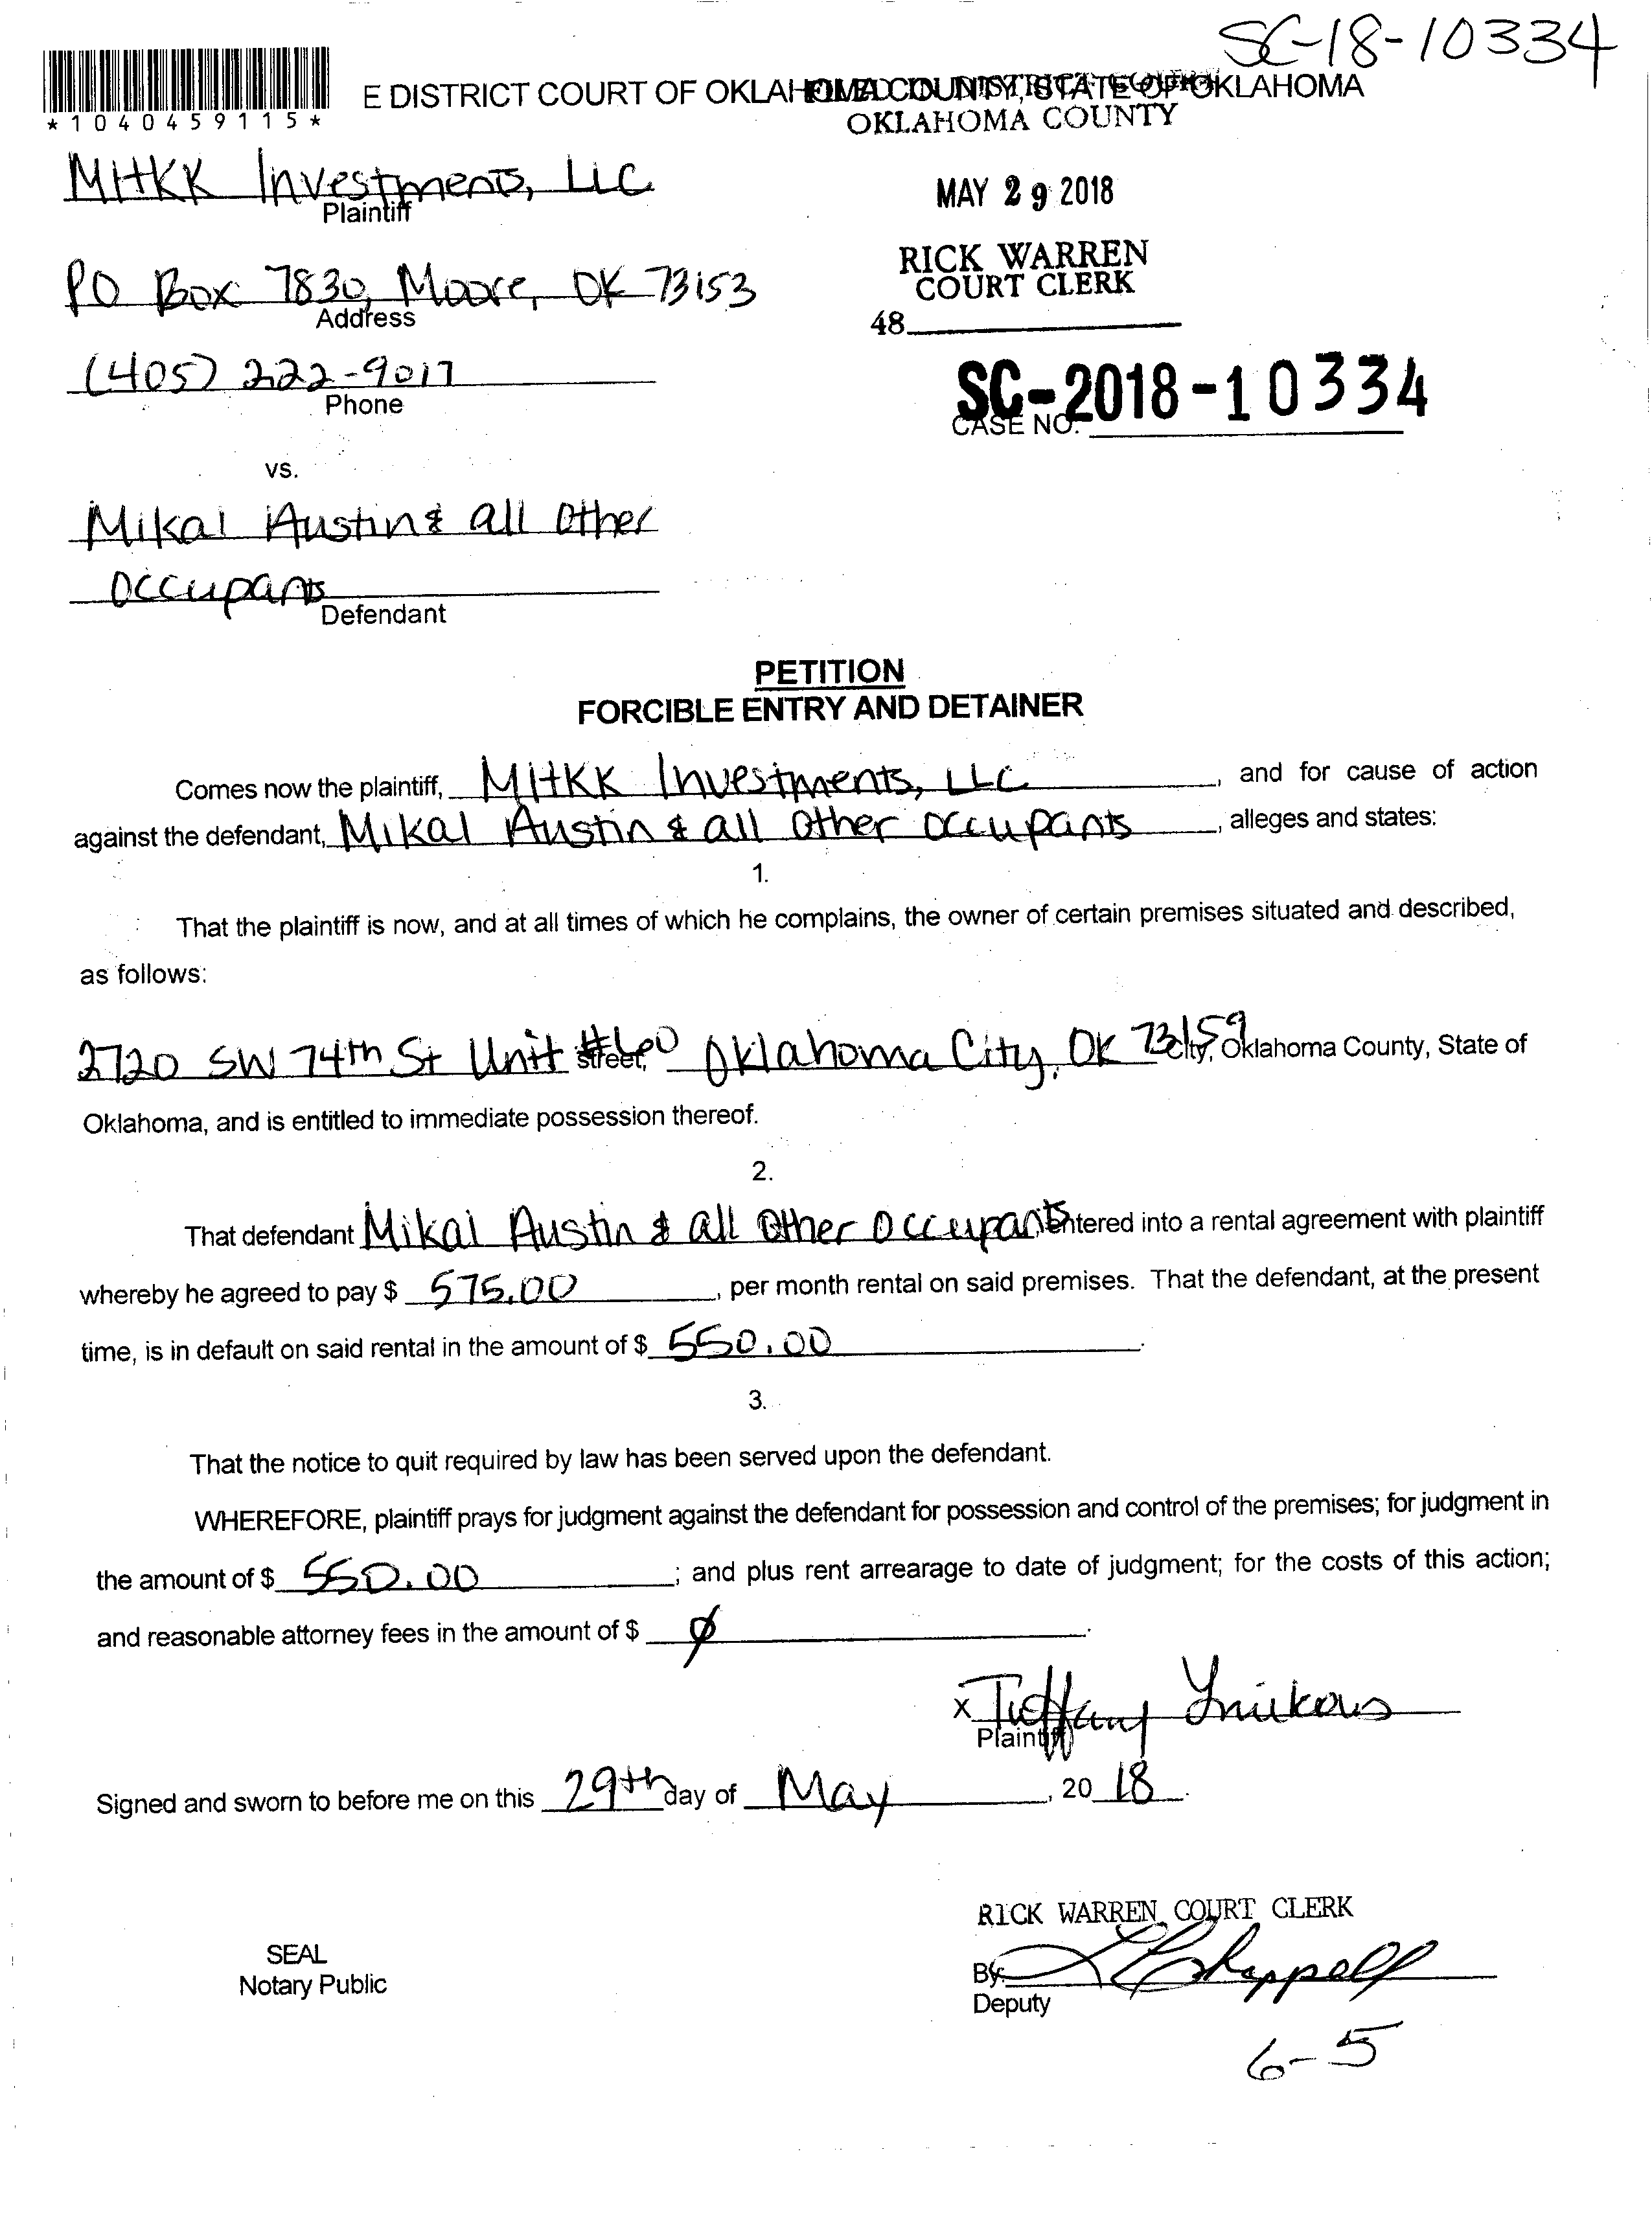 SC-18-10334
E DISTRICT COURT OF OKLAHOMA COUNTY, STATE OF OKLAHOMA
*1040459115*
OKLAHOMA COUNTY
MHKK Investments, LLC
Plaintiff
MAY 29 2018
RICK WARREN
COURT CLERK
PO Box 7830, Moore, OK 73153
Address
48
(405) 222-9017
Phone
SC-2018-10334
CASE NO.
vs.
Mikal Austin & all other
occupants
Defendant
PETITION
FORCIBLE ENTRY AND DETAINER
Comes now the plaintiff, MHKK Investments, LLC, and for cause of action
against the defendant, Mikal Austin & all other occupants, alleges and states:
1.
That the plaintiff is now, and at all times of which he complains, the owner of certain premises situated and described,
as follows:
2720 SW 74th St Unit #60 street, Oklahoma City, OK 73159 City, Oklahoma County, State of
Oklahoma, and is entitled to immediate possession thereof.
2.
That defendant Mikal Austin & all other occupants entered into a rental agreement with plaintiff
whereby he agreed to pay $ 575.00, per month rental on said premises. That the defendant, at the present
time, is in default on said rental in the amount of $ 550.00.
3.
That the notice to quit required by law has been served upon the defendant.
WHEREFORE, plaintiff prays for judgment against the defendant for possession and control of the premises; for judgment in
the amount of $ 550.00; and plus rent arrearage to date of judgment; for the costs of this action;
and reasonable attorney fees in the amount of $ ∅.
x Tiffany
Plaintiff
Signed and sworn to before me on this 29th day of May, 20 18.
RICK WARREN COURT CLERK
SEAL
Notary Public
By:
Deputy
6-5